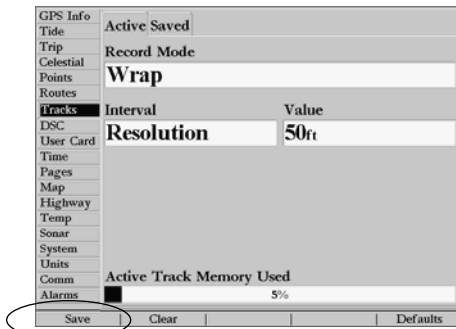 GPS Info
Tide
Trip
Celestial
Points
Routes
Tracks
DSC
User Card
Time
Pages
Map
Highway
Temp
Sonar
System
Units
Comm
Alarms
Active Saved
Record Mode
Wrap
Interval Value
Resolution 50ft
Active Track Memory Used
5%
Save Clear Defaults